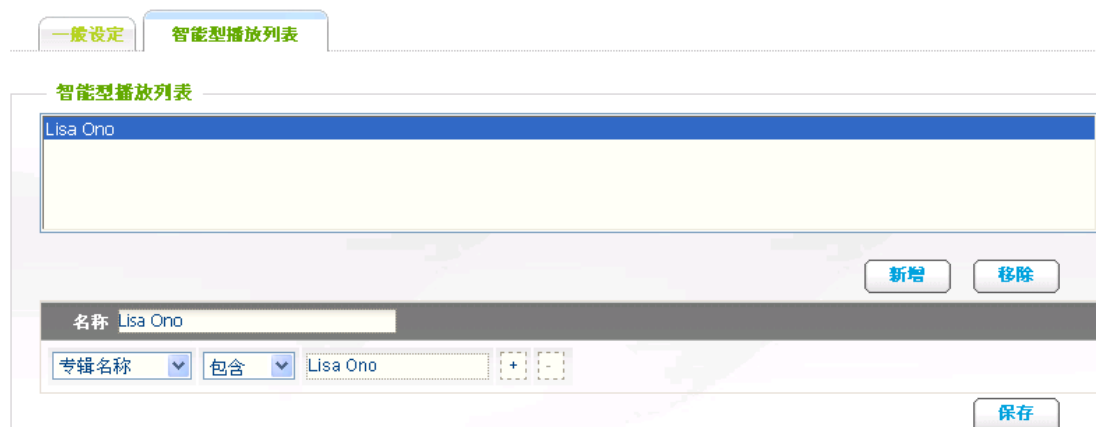 一般设定 智能型播放列表
智能型播放列表
Lisa Ono
新增 移除
名称 Lisa Ono
专辑名称 包含 Lisa Ono + -
保存